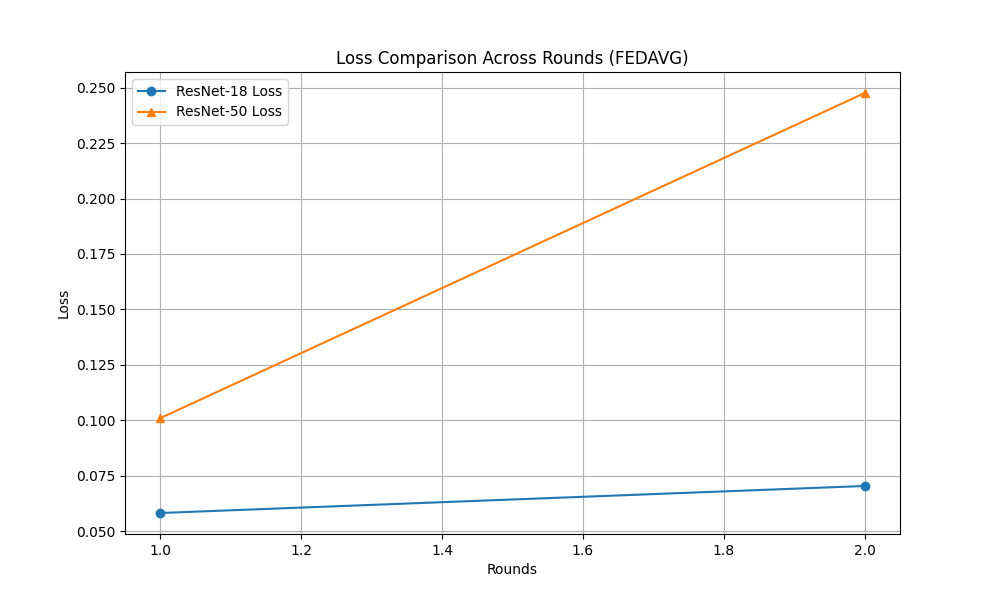 Loss Comparison Across Rounds (FEDAVG)
ResNet-18 Loss
ResNet-50 Loss
0.250
0.225
0.200
0.175
0.150
0.125
0.100
0.075
0.050
Loss
1.0 1.2 1.4 1.6 1.8 2.0
Rounds